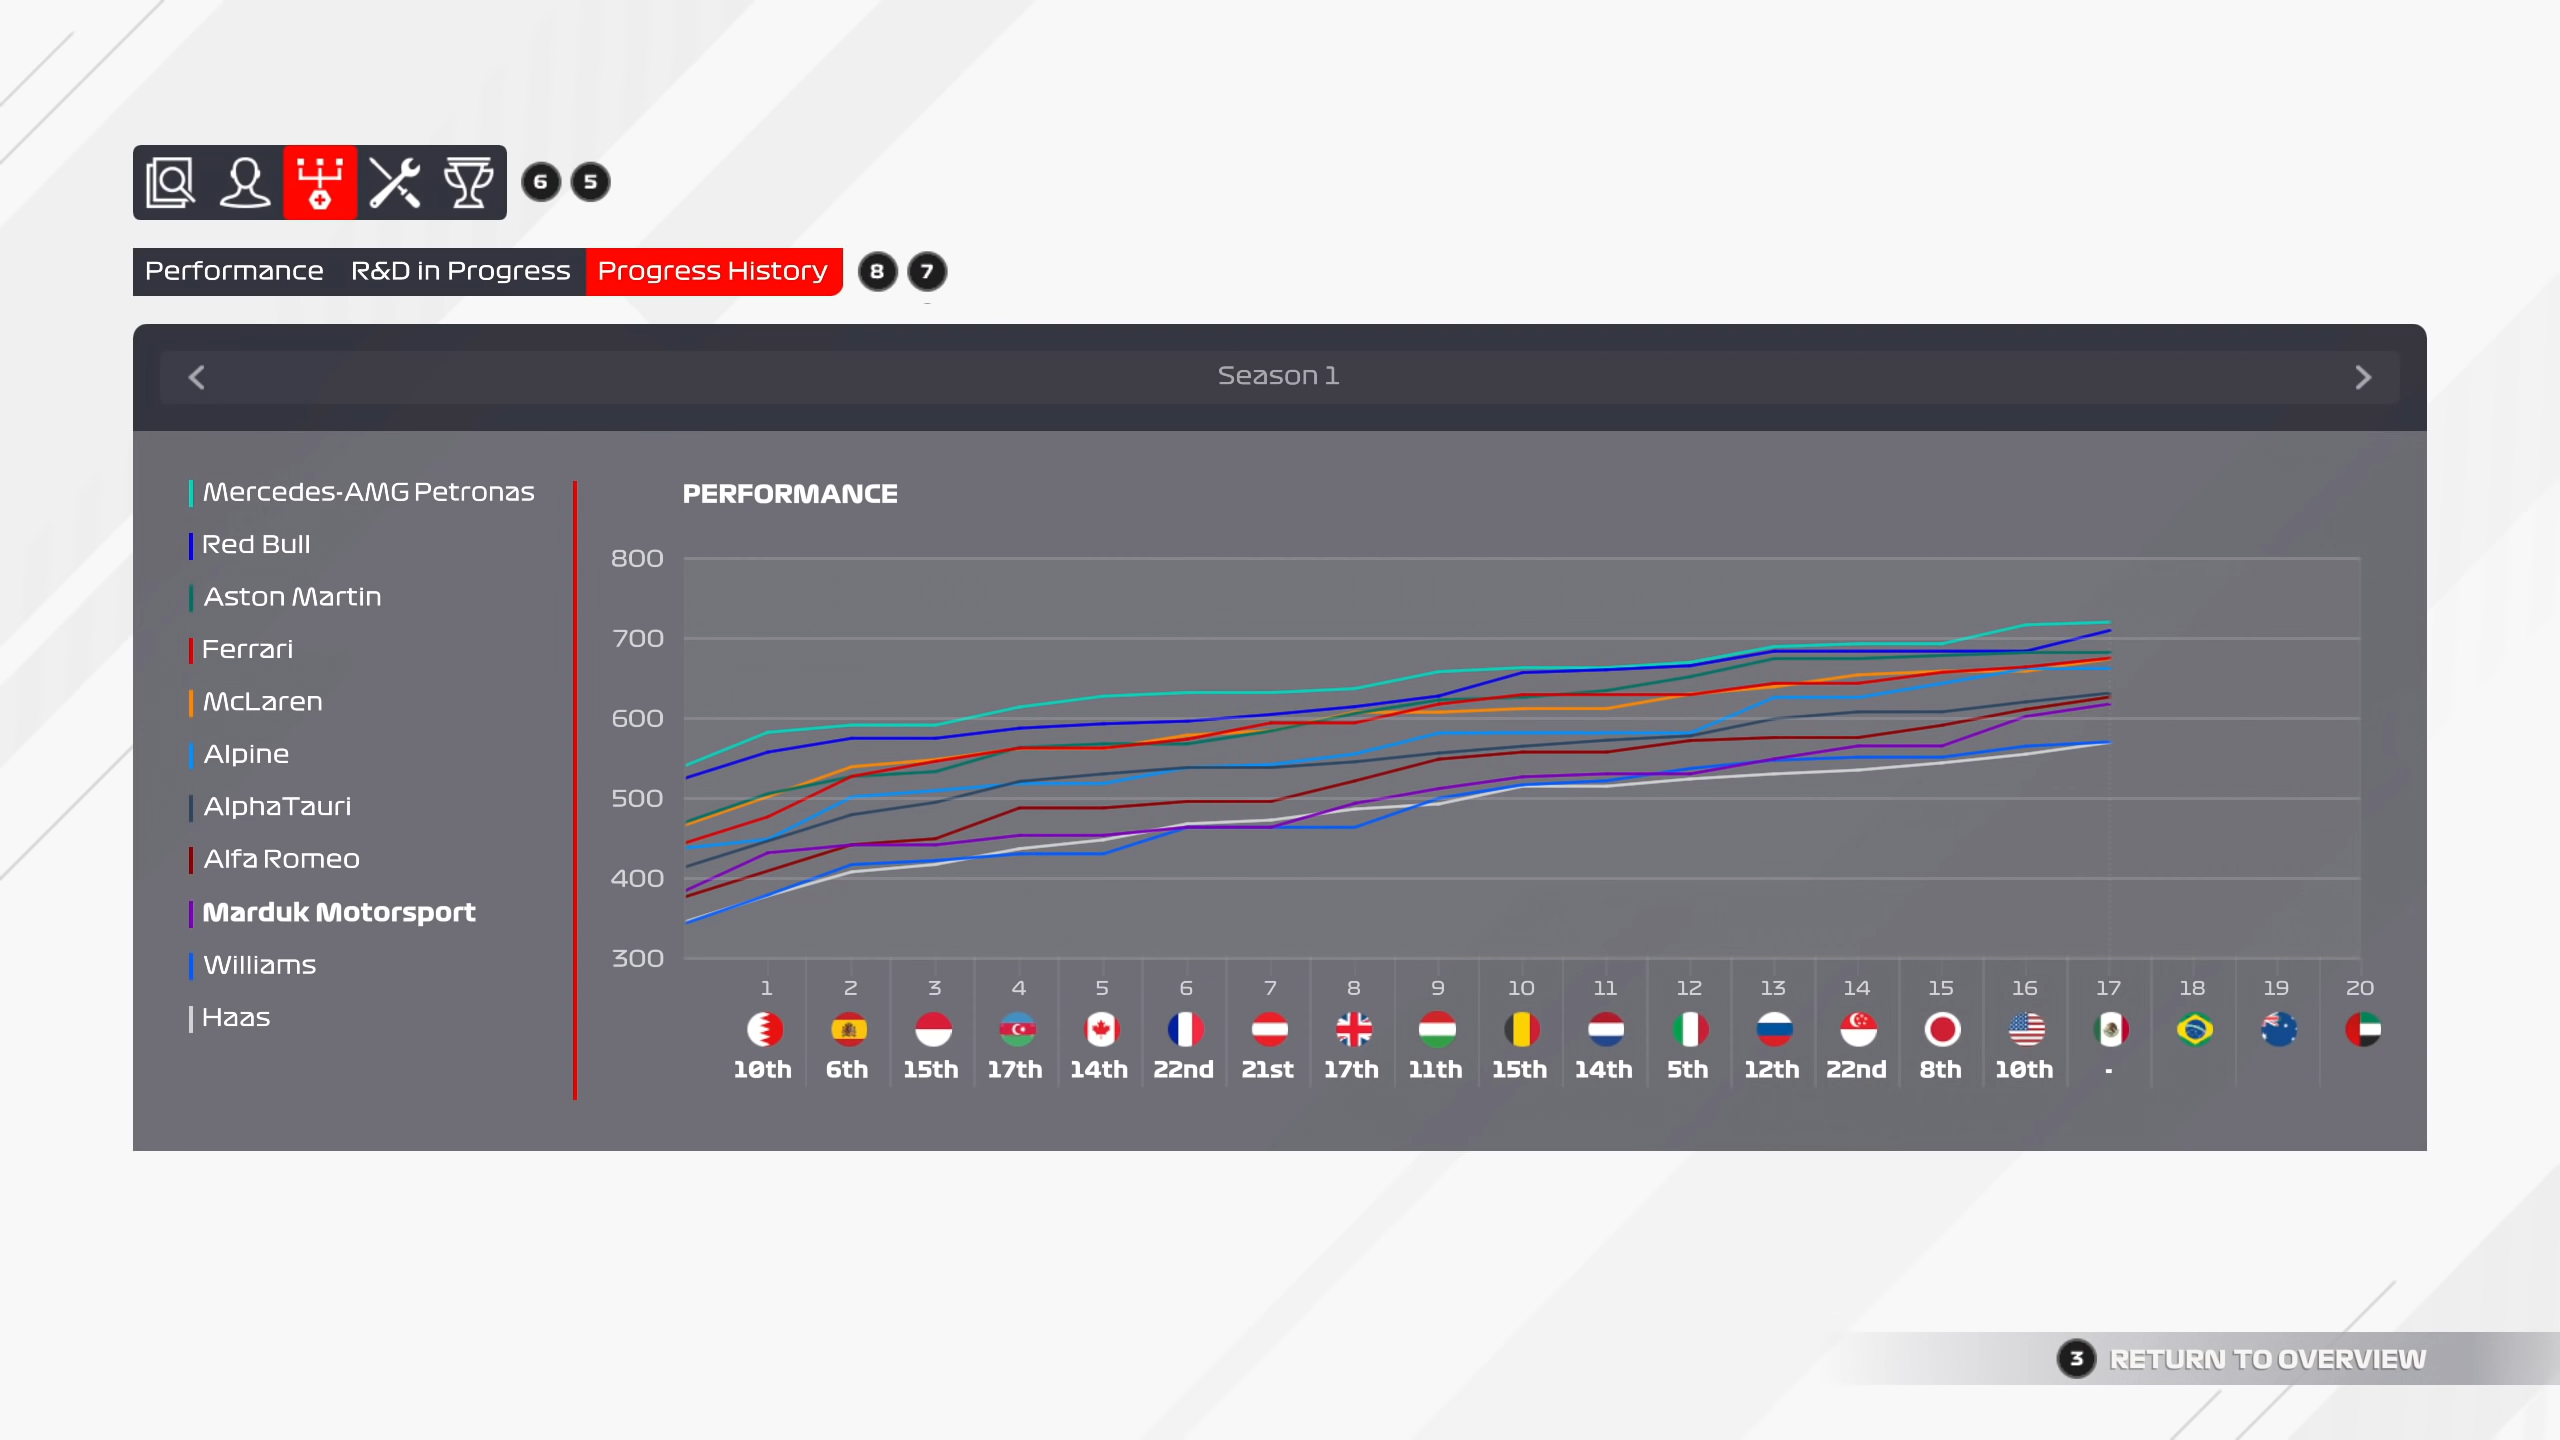 6 5
Performance R&D in Progress Progress History 8 7
Season 1
Mercedes-AMG Petronas
Red Bull
Aston Martin
Ferrari
McLaren
Alpine
AlphaTauri
Alfa Romeo
Marduk Motorsport
Williams
Haas
PERFORMANCE
800
700
600
500
400
300
1 2 3 4 5 6 7 8 9 10 11 12 13 14 15 16 17 18 19 20
10th 6th 15th 17th 14th 22nd 21st 17th 11th 15th 14th 5th 12th 22nd 8th 10th -
3 RETURN TO OVERVIEW